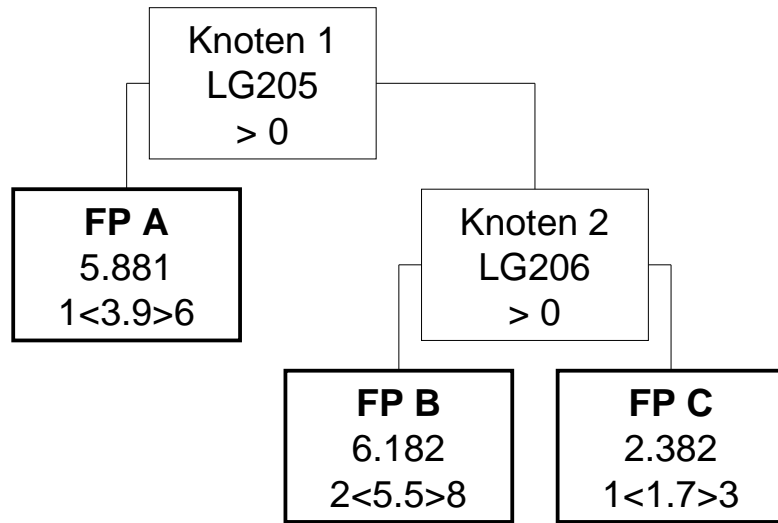 Knoten 1
LG205
> 0
FP A
5.881
1<3.9>6
Knoten 2
LG206
> 0
FP B
6.182
2<5.5>8
FP C
2.382
1<1.7>3